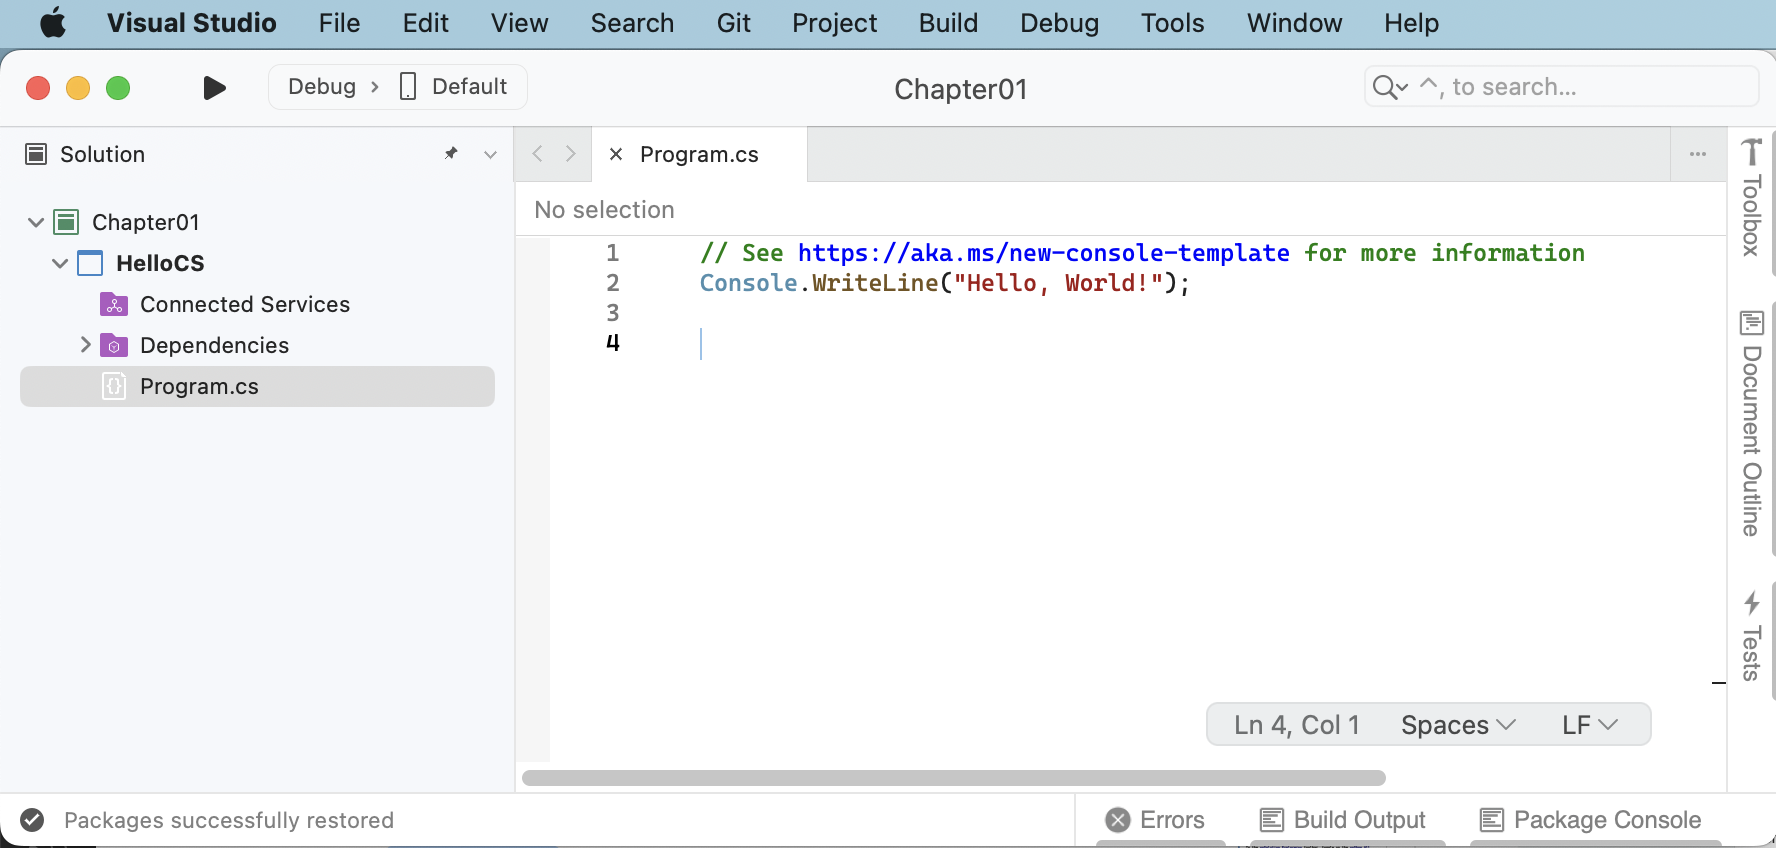 Visual Studio File Edit View Search Git Project Build Debug Tools Window Help
Debug > Default
Chapter01
^, to search...
Solution
Program.cs
Chapter01
HelloCS
Connected Services
Dependencies
Program.cs
No selection
1 // See https://aka.ms/new-console-template for more information
2 Console.WriteLine("Hello, World!");
3
4
Toolbox
Document Outline
Tests
Ln 4, Col 1 Spaces LF
Packages successfully restored
Errors Build Output Package Console